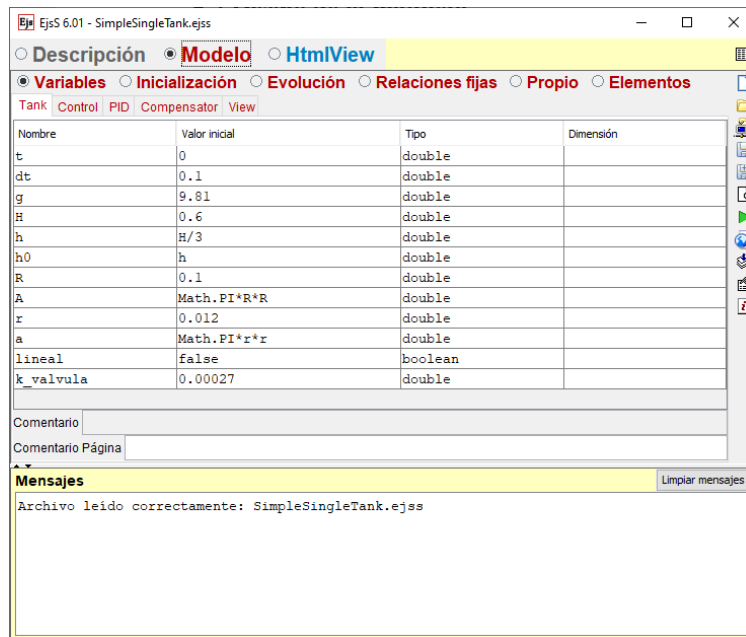 EjsS 6.01 - SimpleSingleTank.ejss
Descripción Modelo HtmlView
Variables Inicialización Evolución Relaciones fijas Propio Elementos
Tank Control PID Compensator View
Nombre Valor inicial Tipo Dimensión
t 0 double
dt 0.1 double
g 9.81 double
H 0.6 double
h H/3 double
h0 h double
R 0.1 double
A Math.PI*R*R double
r 0.012 double
a Math.PI*r*r double
lineal false boolean
k_valvula 0.00027 double
Comentario
Comentario Página
Mensajes Limpiar mensajes
Archivo leído correctamente: SimpleSingleTank.ejss